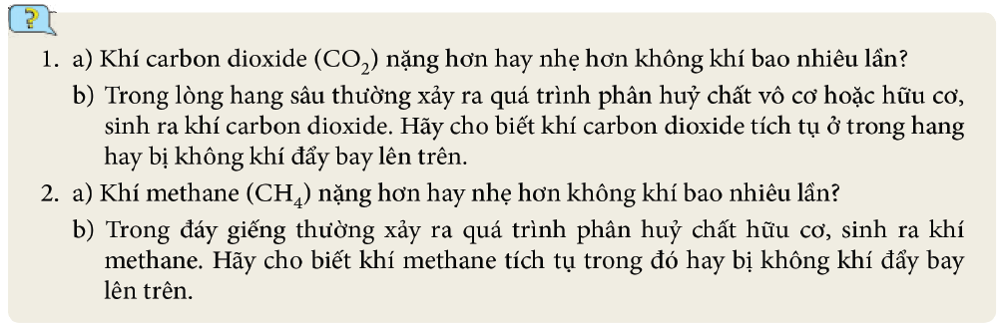 ?
1. a) Khí carbon dioxide (CO₂) nặng hơn hay nhẹ hơn không khí bao nhiêu lần?
b) Trong lòng hang sâu thường xảy ra quá trình phân huỷ chất vô cơ hoặc hữu cơ,
sinh ra khí carbon dioxide. Hãy cho biết khí carbon dioxide tích tụ ở trong hang
hay bị không khí đẩy bay lên trên.
2. a) Khí methane (CH₄) nặng hơn hay nhẹ hơn không khí bao nhiêu lần?
b) Trong đáy giếng thường xảy ra quá trình phân huỷ chất hữu cơ, sinh ra khí
methane. Hãy cho biết khí methane tích tụ trong đó hay bị không khí đẩy bay
lên trên.